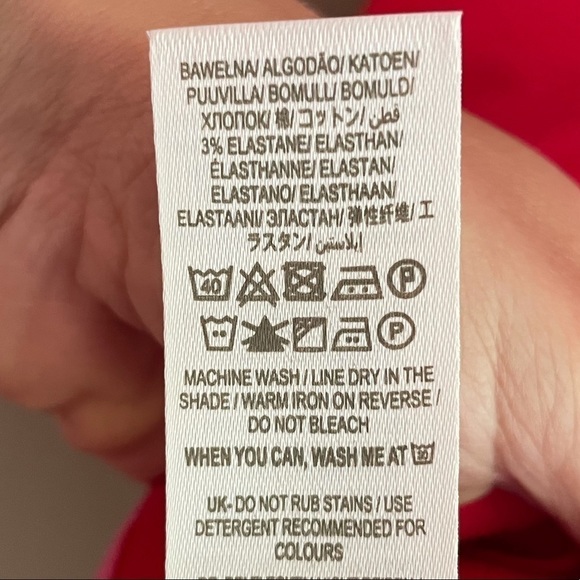 BAWEŁNA/ ALGODÃO/ KATOEN/
PUUVILLA/ BOMULL/ BOMULD/
ХЛОПОК/ 棉/ コットン/ قطن/
3% ELASTANE/ ELASTHAN/
ÉLASTHANNE/ ELASTAN/
ELASTANO/ ELASTHAAN/
ELASTAANI/ ЭЛАСТАН/ 弹性纤维/ エ
ラスタン/ إيلاستين/
40 P
P
MACHINE WASH / LINE DRY IN THE
SHADE / WARM IRON ON REVERSE /
DO NOT BLEACH
WHEN YOU CAN, WASH ME AT 30
UK- DO NOT RUB STAINS / USE
DETERGENT RECOMMENDED FOR
COLOURS